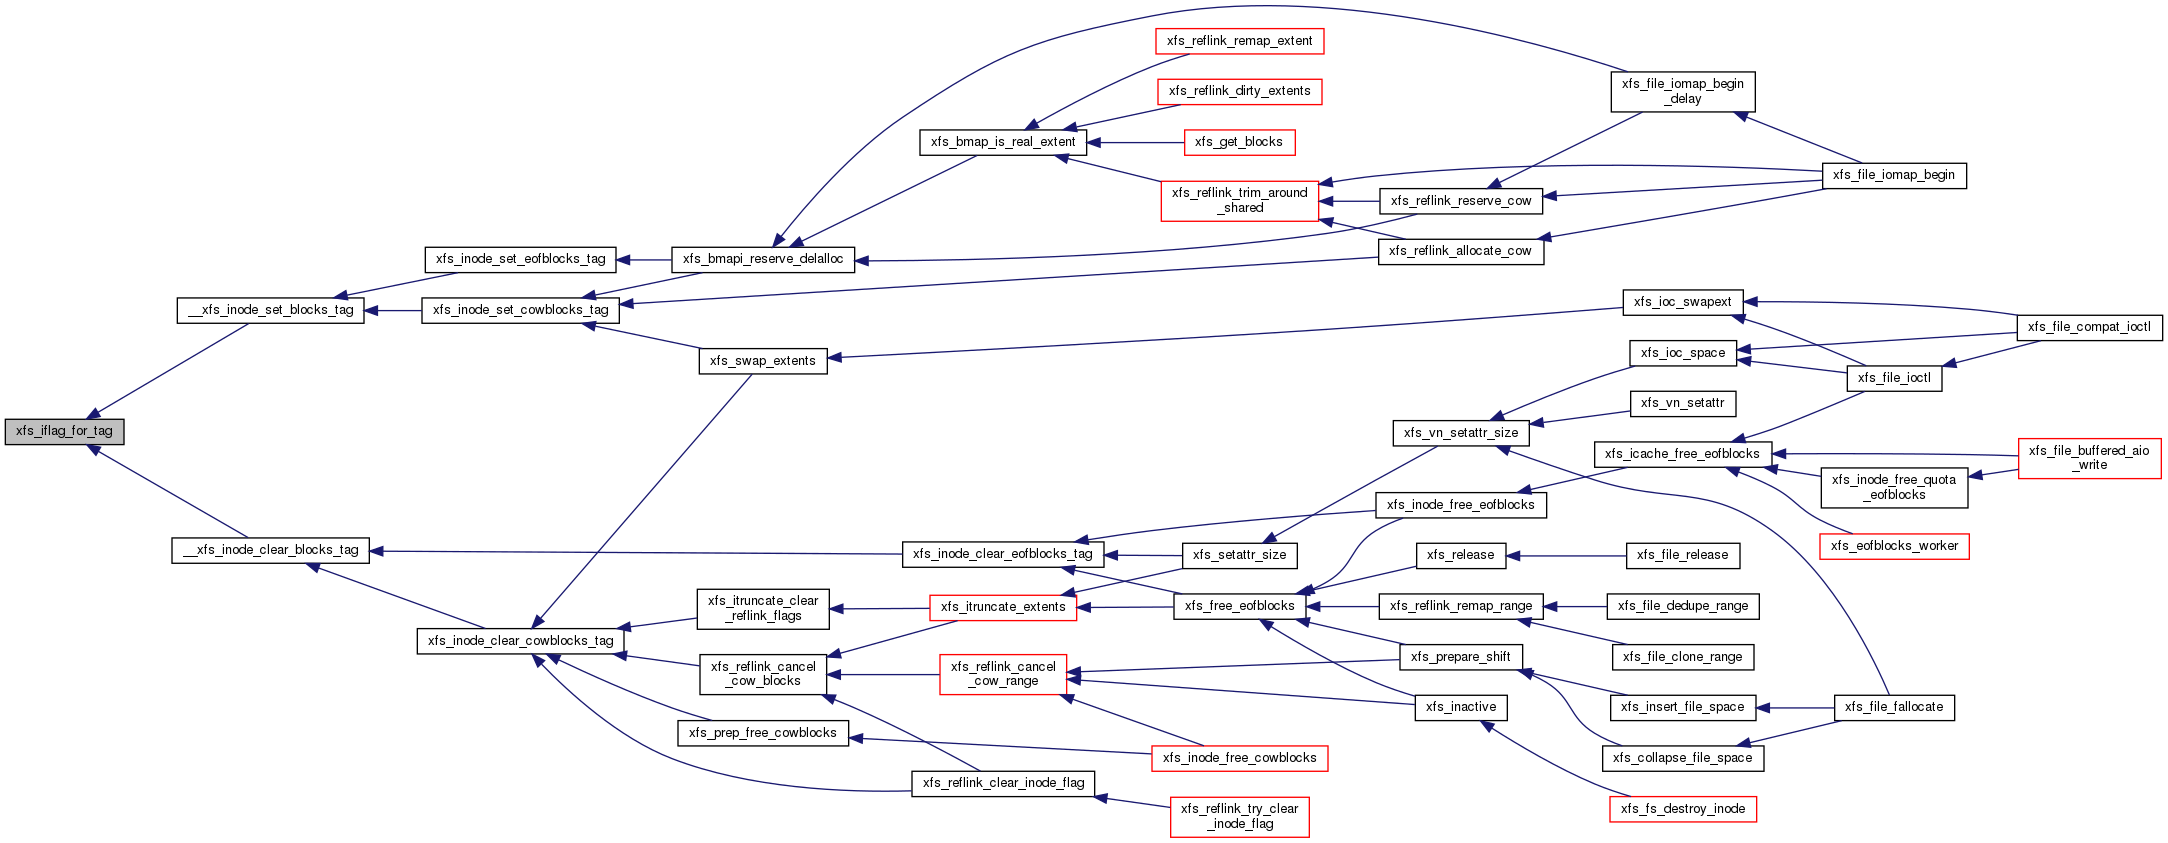 xfs_iflag_for_tag
__xfs_inode_set_blocks_tag
__xfs_inode_clear_blocks_tag
xfs_inode_set_eofblocks_tag
xfs_inode_set_cowblocks_tag
xfs_inode_clear_cowblocks_tag
xfs_bmapi_reserve_delalloc
xfs_swap_extents
xfs_itruncate_clear
_reflink_flags
xfs_reflink_cancel
_cow_blocks
xfs_prep_free_cowblocks
xfs_bmap_is_real_extent
xfs_inode_clear_eofblocks_tag
xfs_itruncate_extents
xfs_reflink_cancel
_cow_range
xfs_reflink_clear_inode_flag
xfs_reflink_remap_extent
xfs_reflink_dirty_extents
xfs_get_blocks
xfs_reflink_trim_around
_shared
xfs_setattr_size
xfs_free_eofblocks
xfs_inode_free_cowblocks
xfs_reflink_try_clear
_inode_flag
xfs_reflink_reserve_cow
xfs_reflink_allocate_cow
xfs_vn_setattr_size
xfs_inode_free_eofblocks
xfs_release
xfs_reflink_remap_range
xfs_prepare_shift
xfs_inactive
xfs_file_iomap_begin
_delay
xfs_ioc_swapext
xfs_ioc_space
xfs_vn_setattr
xfs_icache_free_eofblocks
xfs_file_release
xfs_file_dedupe_range
xfs_file_clone_range
xfs_insert_file_space
xfs_collapse_file_space
xfs_fs_destroy_inode
xfs_file_iomap_begin
xfs_file_ioctl
xfs_inode_free_quota
_eofblocks
xfs_eofblocks_worker
xfs_file_fallocate
xfs_file_compat_ioctl
xfs_file_buffered_aio
_write